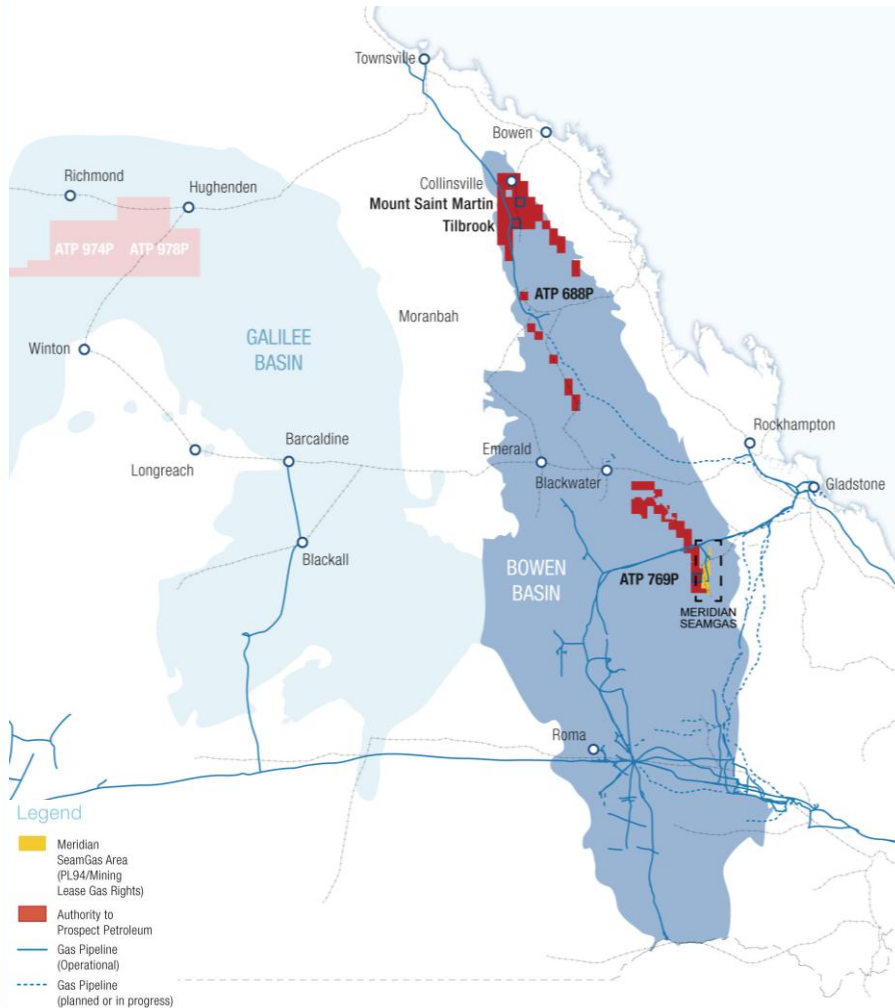 Townsville
Bowen
Richmond
Hughenden
Collinsville
Mount Saint Martin
Tilbrook
ATP 974P
ATP 978P
ATP 688P
Moranbah
GALILEE
BASIN
Winton
Rockhampton
Barcaldine
Emerald
Longreach
Blackwater
Gladstone
Blackall
BOWEN
BASIN
ATP 769P
MERIDIAN
SEAMGAS
Roma
Legend
Meridian
SeamGas Area
(PL94/Mining
Lease Gas Rights)
Authority to
Prospect Petroleum
Gas Pipeline
(Operational)
Gas Pipeline
(planned or in progress)